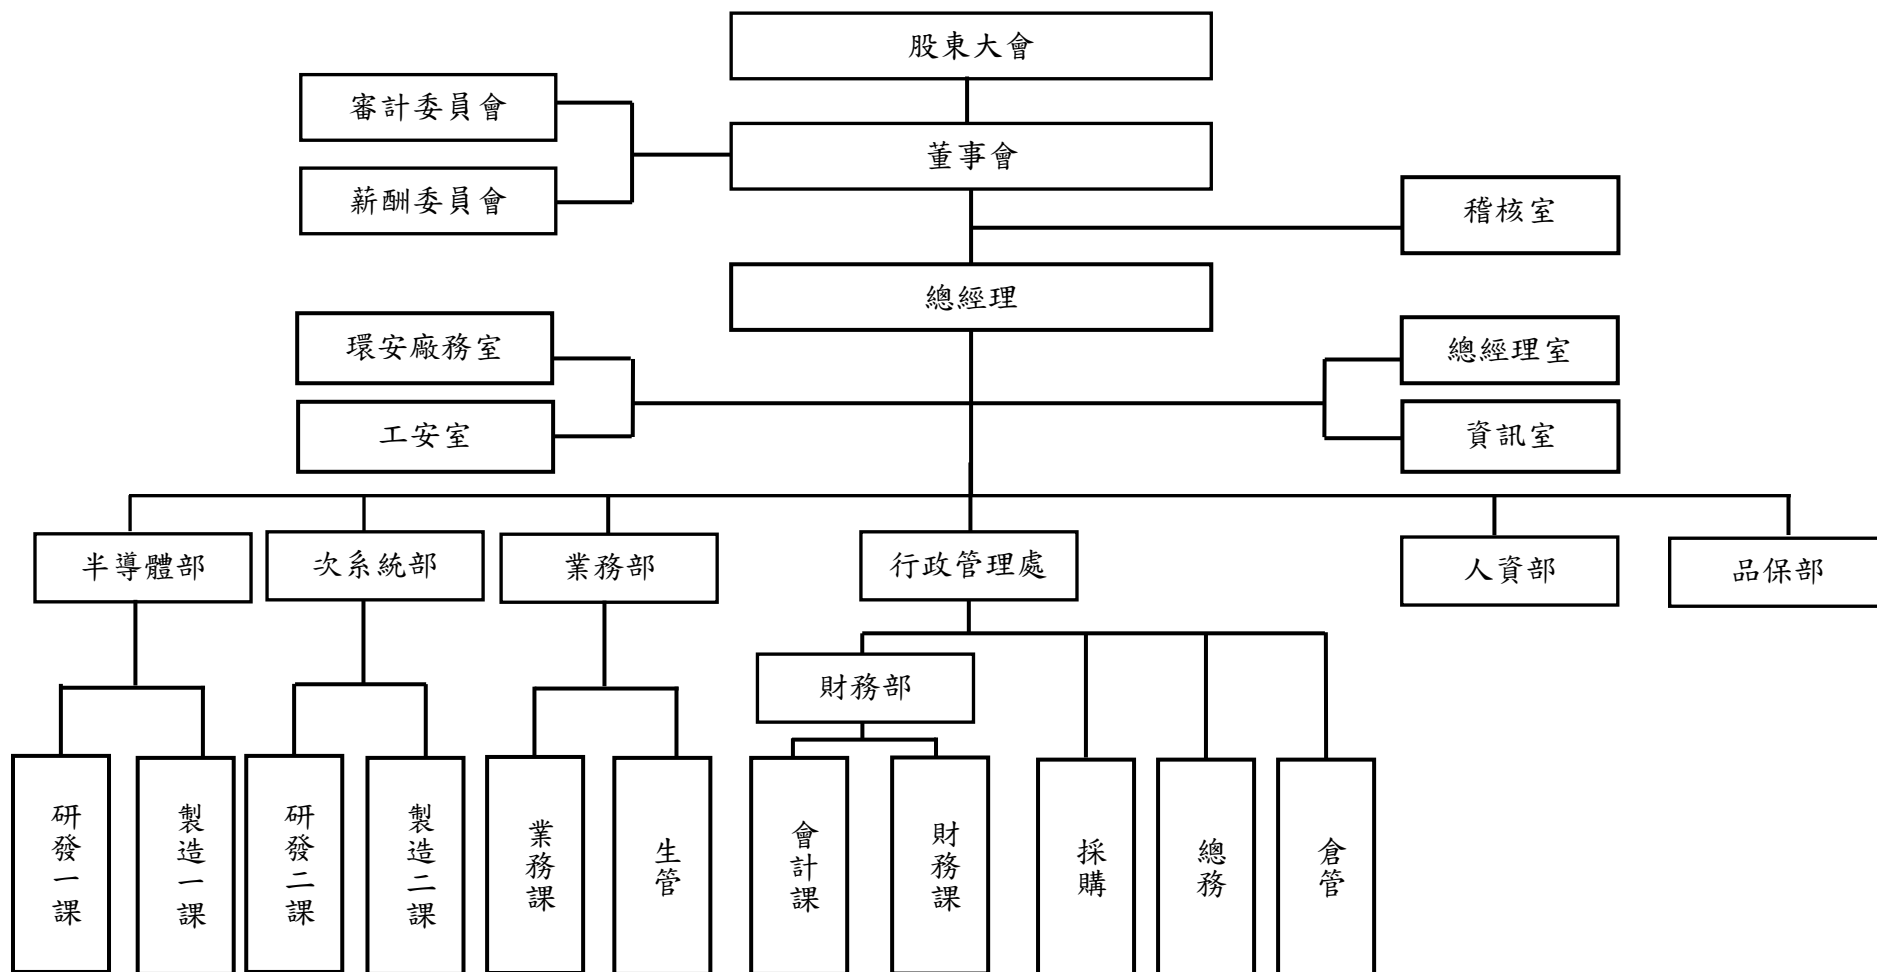 股東大會
審計委員會
董事會
薪酬委員會
稽核室
總經理
環安廠務室
總經理室
工安室
資訊室
半導體部
次系統部
業務部
行政管理處
人資部
品保部
財務部
研發一課
製造一課
研發二課
製造二課
業務課
生管
會計課
財務課
採購
總務
倉管